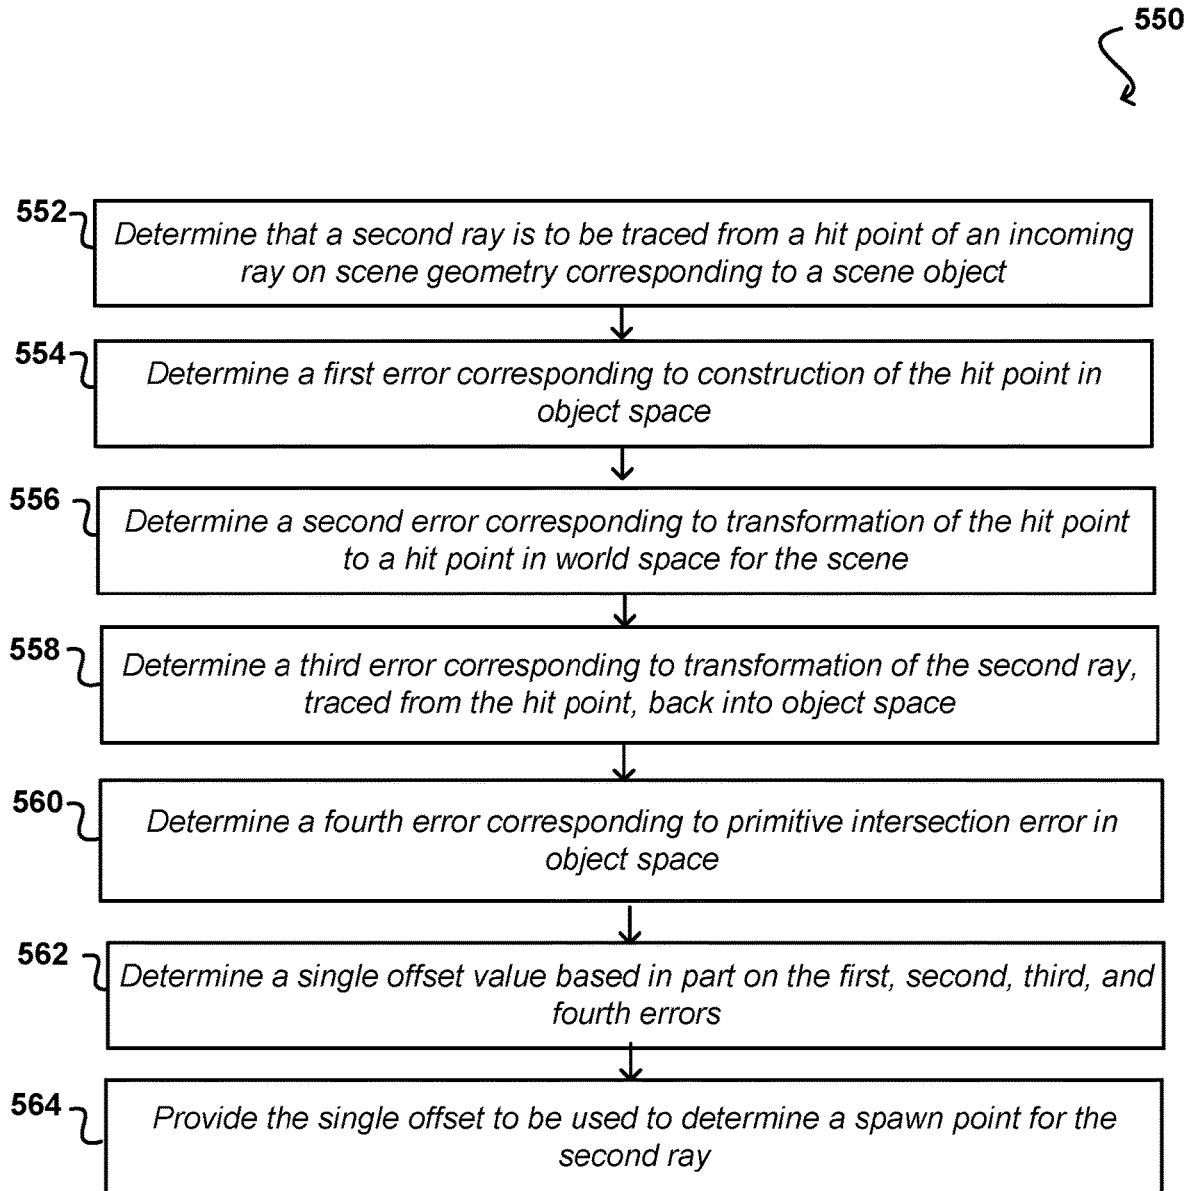 550
552
Determine that a second ray is to be traced from a hit point of an incoming
ray on scene geometry corresponding to a scene object
554
Determine a first error corresponding to construction of the hit point in
object space
556
Determine a second error corresponding to transformation of the hit point
to a hit point in world space for the scene
558
Determine a third error corresponding to transformation of the second ray,
traced from the hit point, back into object space
560
Determine a fourth error corresponding to primitive intersection error in
object space
562
Determine a single offset value based in part on the first, second, third, and
fourth errors
564
Provide the single offset to be used to determine a spawn point for the
second ray